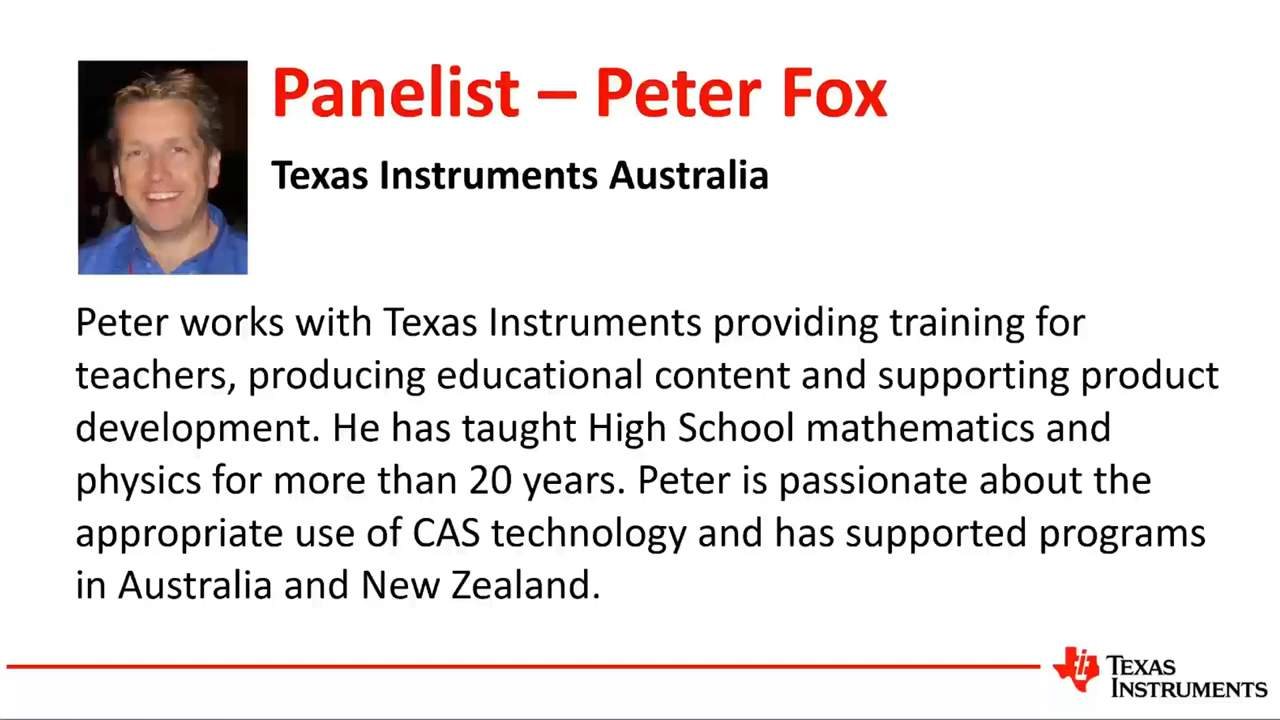 Panelist – Peter Fox
Texas Instruments Australia
Peter works with Texas Instruments providing training for
teachers, producing educational content and supporting product
development. He has taught High School mathematics and
physics for more than 20 years. Peter is passionate about the
appropriate use of CAS technology and has supported programs
in Australia and New Zealand.
TEXAS
INSTRUMENTS